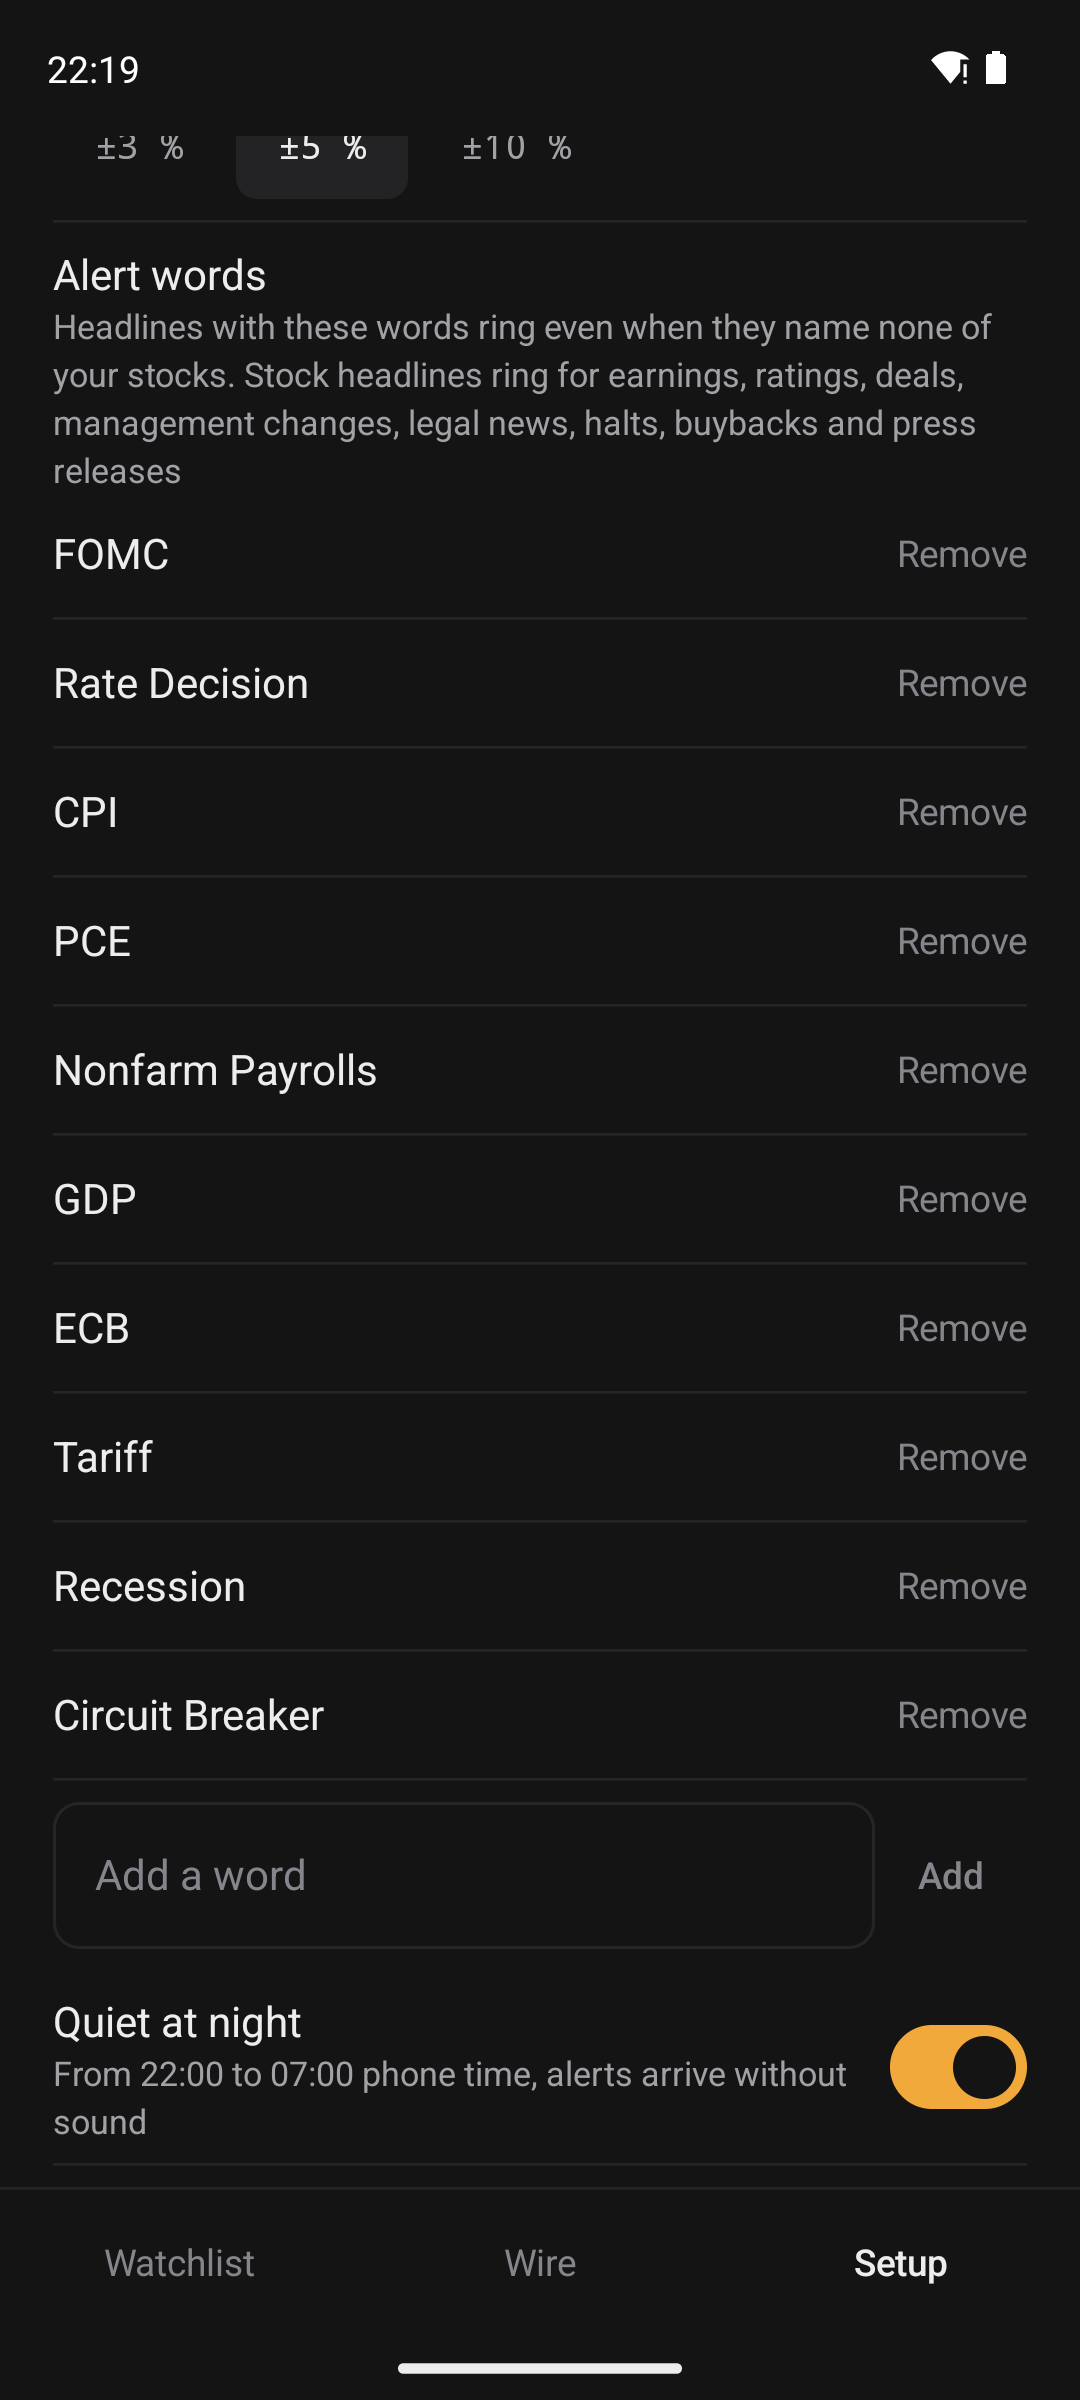 22:19
±3 %
±5 %
±10 %
Alert words
Headlines with these words ring even when they name none of
your stocks. Stock headlines ring for earnings, ratings, deals,
management changes, legal news, halts, buybacks and press
releases
FOMC Remove
Rate Decision Remove
CPI Remove
PCE Remove
Nonfarm Payrolls Remove
GDP Remove
ECB Remove
Tariff Remove
Recession Remove
Circuit Breaker Remove
Add a word Add
Quiet at night
From 22:00 to 07:00 phone time, alerts arrive without
sound
Watchlist Wire Setup